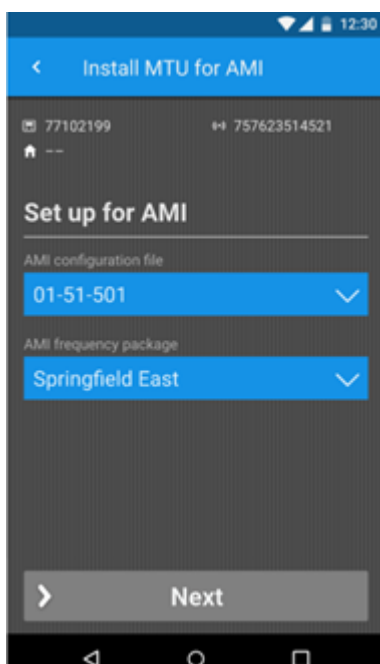 12:30
Install MTU for AMI
77102199
757623514521
--
Set up for AMI
AMI configuration file
01-51-501
AMI frequency package
Springfield East
Next